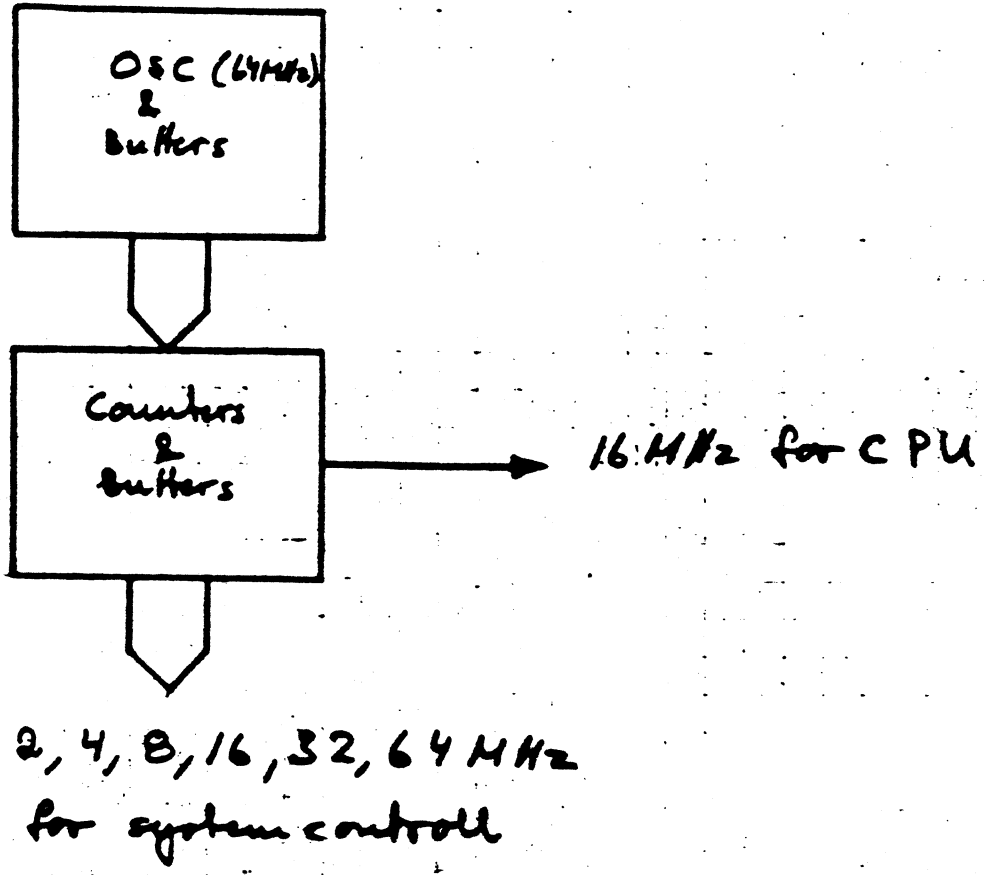 OSC (64MHz)
&
Buffers
Counters
&
Buffers
16 MHz for CPU
2, 4, 8, 16, 32, 64 MHz
for system controll